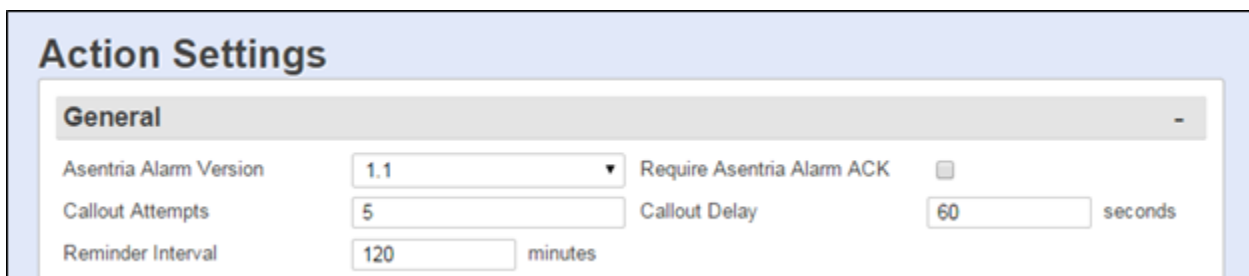 Action Settings
General -
Asentria Alarm Version 1.1 Require Asentria Alarm ACK
Callout Attempts 5 Callout Delay 60 seconds
Reminder Interval 120 minutes